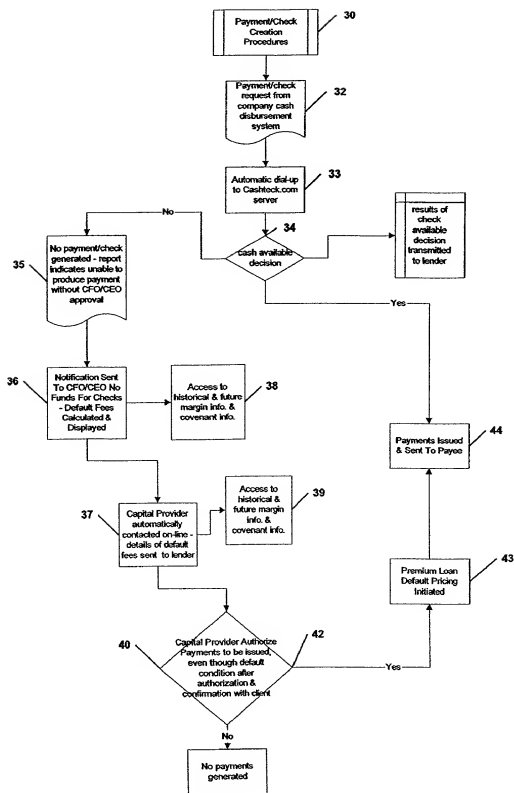 Payment/Check
Creation
Procedures
30
Payment/check
request from
company cash
disbursement
system
32
Automatic dial-up
to Cashteck.com
server
33
34
No
cash available
decision
results of
check
available
decision
transmitted
to lender
35
No payment/check
generated - report
indicates unable to
produce payment
without CFO/CEO
approval
Yes
36
Notification Sent
To CFO/CEO No
Funds For Checks
- Default Fees
Calculated &
Displayed
Access to
historical &
future margin
info. &
covenant info.
38
Payments Issued
& Sent To Payee
44
37
Capital Provider
automatically
contacted on-line -
details of default
fees sent to lender
Access to
historical &
future margin
info. &
covenant info.
39
Premium Loan
Default Pricing
Initiated
43
40
Capital Provider Authorize
Payments to be issued,
even though default
condition after
authorization &
confirmation with client
42
Yes
No
No payments
generated